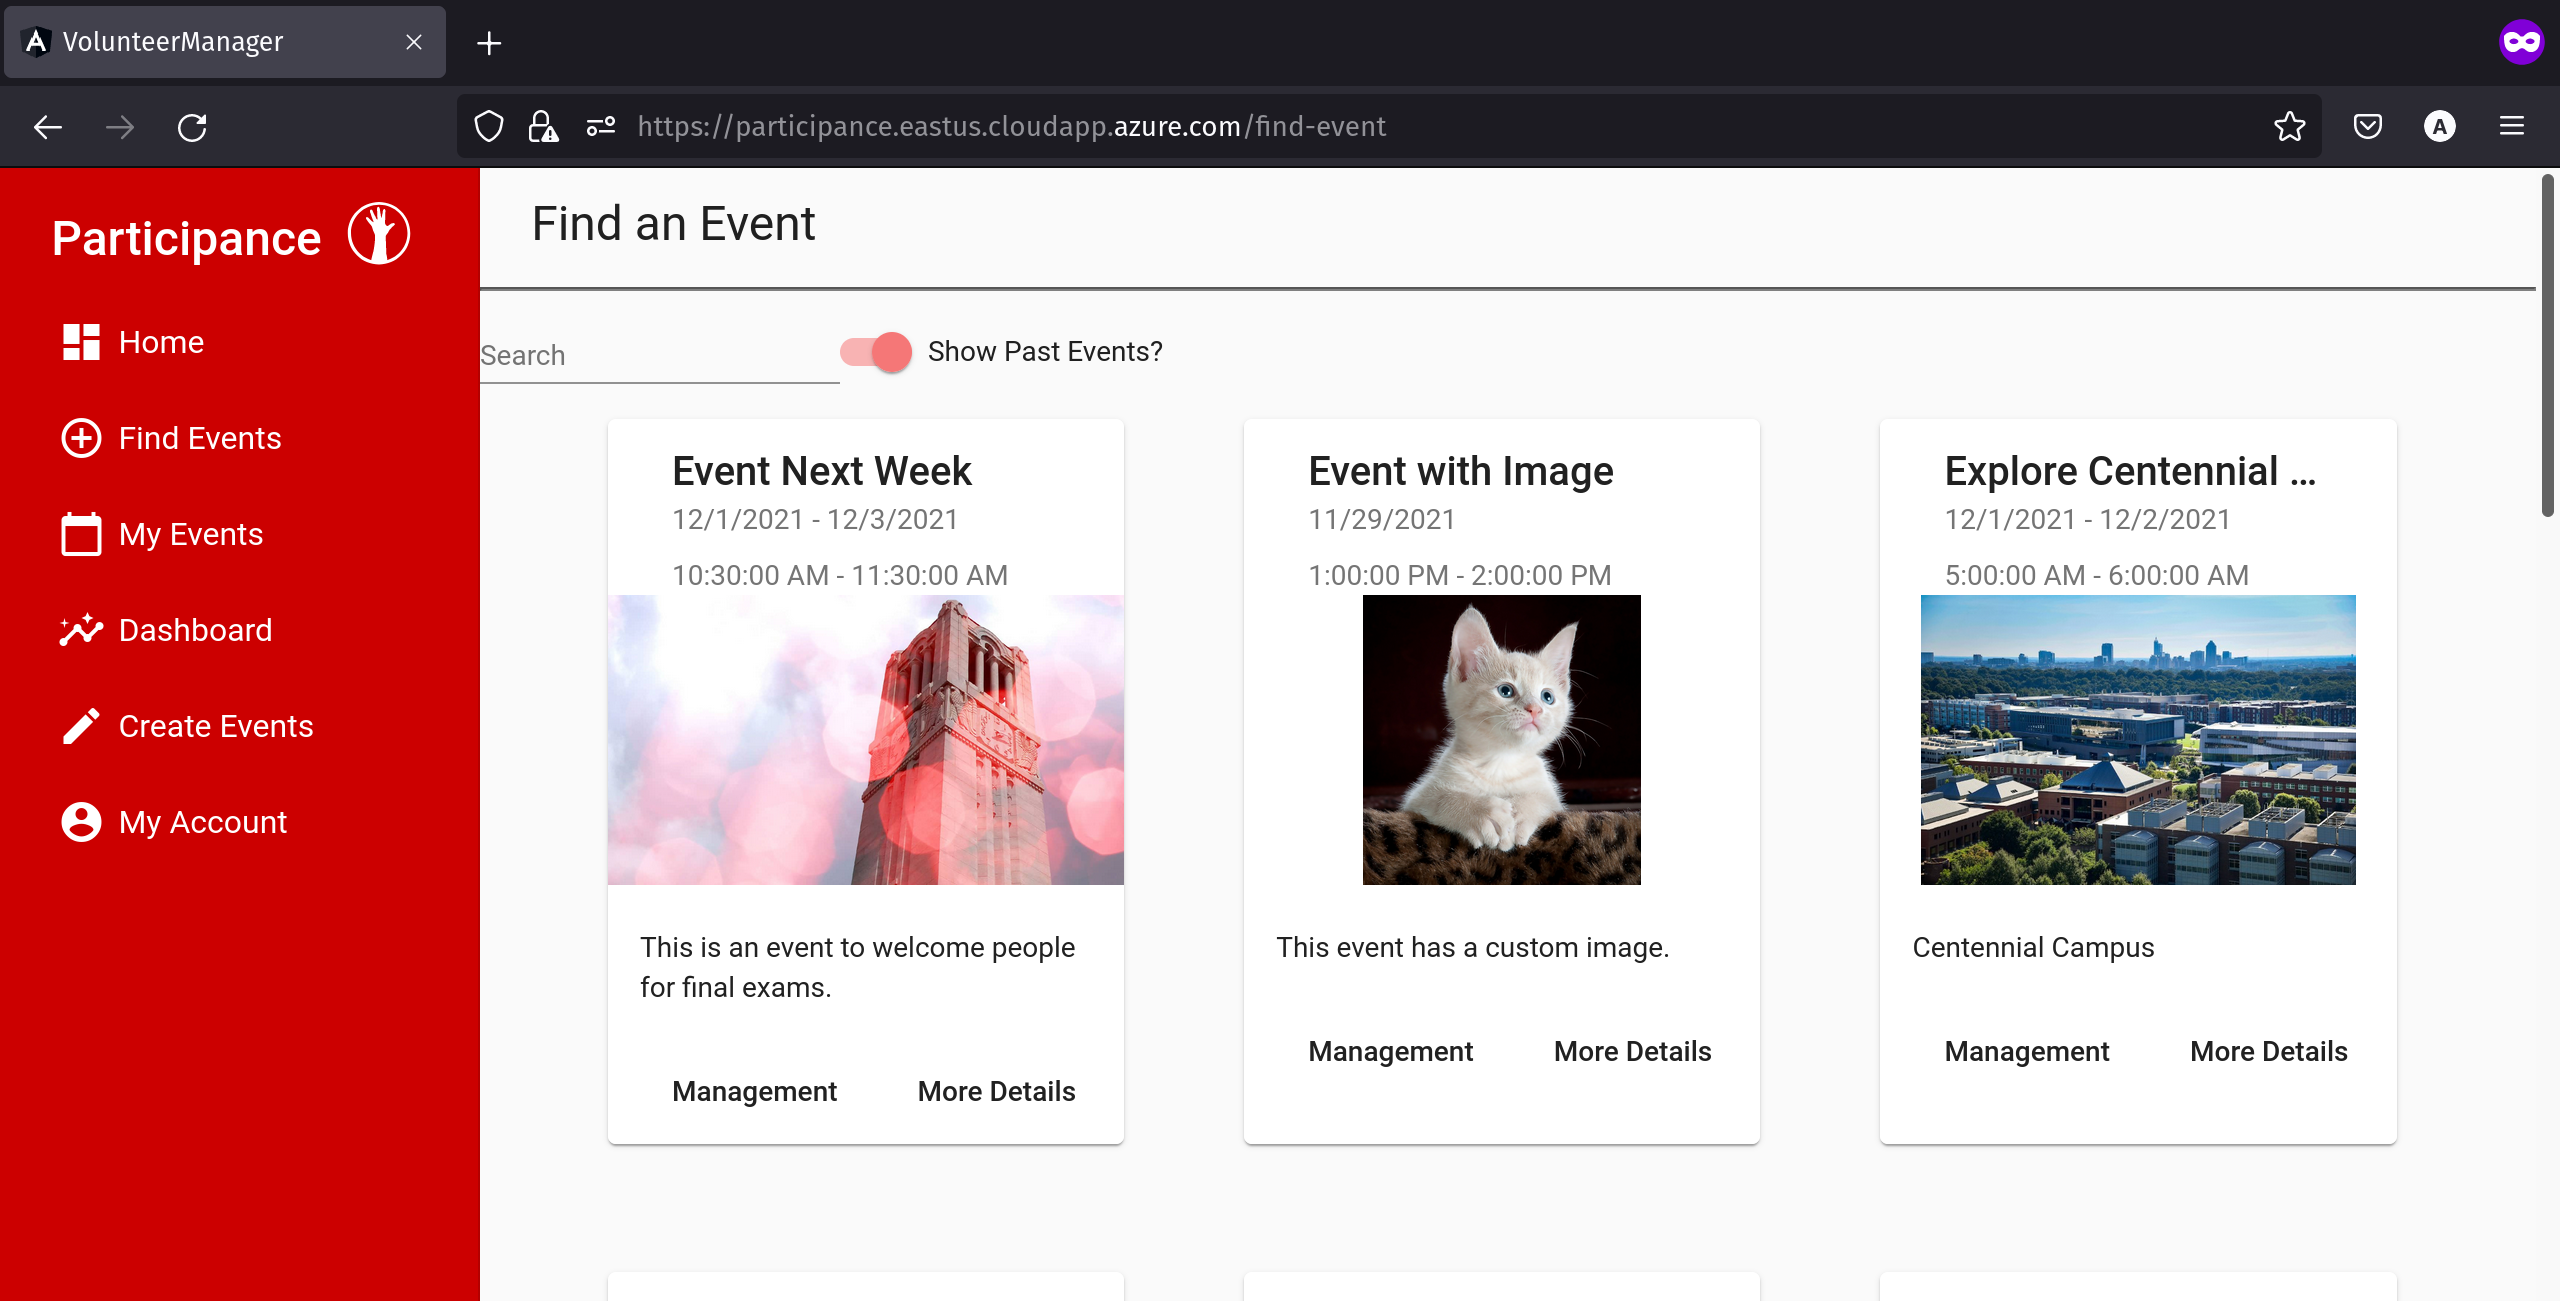 VolunteerManager
https://participance.eastus.cloudapp.azure.com/find-event
A
Participance
Home
Find Events
My Events
Dashboard
Create Events
My Account
Find an Event
Search
Show Past Events?
Event Next Week
12/1/2021 - 12/3/2021
10:30:00 AM - 11:30:00 AM
This is an event to welcome people
for final exams.
Management More Details
Event with Image
11/29/2021
1:00:00 PM - 2:00:00 PM
This event has a custom image.
Management More Details
Explore Centennial ...
12/1/2021 - 12/2/2021
5:00:00 AM - 6:00:00 AM
Centennial Campus
Management More Details